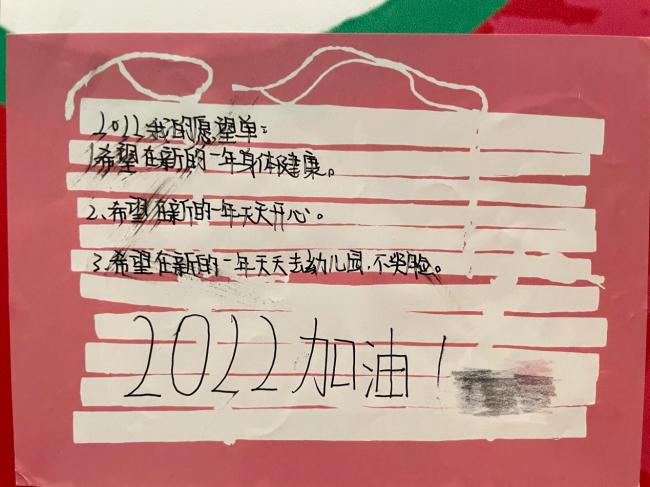 2022我的愿望单:
1.希望在新的一年身体健康。
2、希望在新的一年天天开心。
3.希望在新的一年天天去幼儿园.不哭脸。
2022加油!